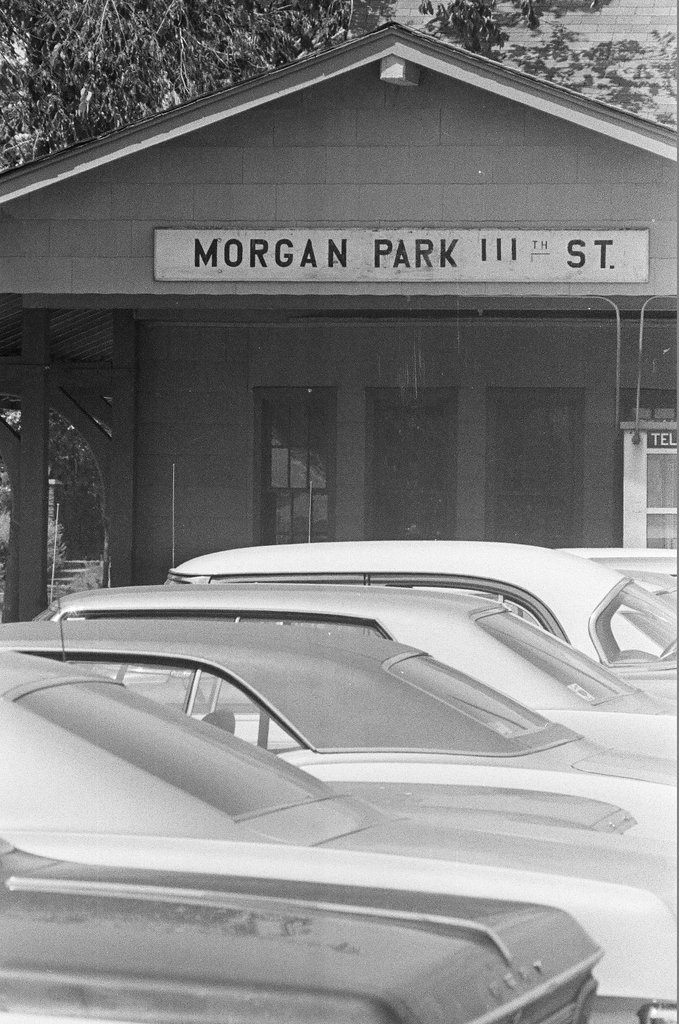 MORGAN PARK 111TH ST.
TEL